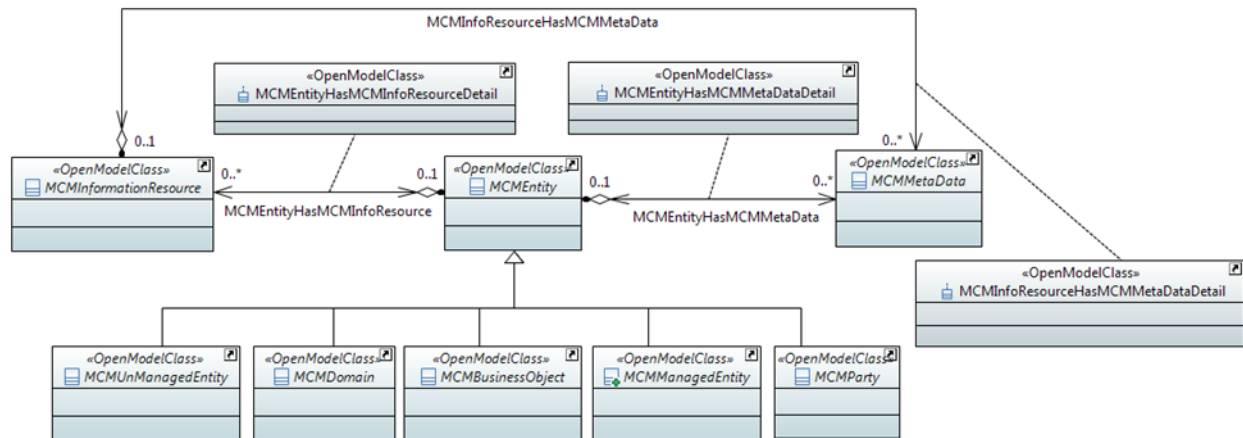 MCMInfoResourceHasMCMMetaData
«OpenModelClass»
MCMEntityHasMCMInfoResourceDetail
«OpenModelClass»
MCMEntityHasMCMMetaDataDetail
0..1
0..*
«OpenModelClass»
MCMInformationResource
0..*
0..1
MCMEntityHasMCMInfoResource
«OpenModelClass»
MCMEntity
0..1
0..*
MCMEntityHasMCMMetaData
«OpenModelClass»
MCMMetaData
«OpenModelClass»
MCMInfoResourceHasMCMMetaDataDetail
«OpenModelClass»
MCMUnManagedEntity
«OpenModelClass»
MCMDomain
«OpenModelClass»
MCMBusinessObject
«OpenModelClass»
MCMManagedEntity
«OpenModelClass»
MCMParty